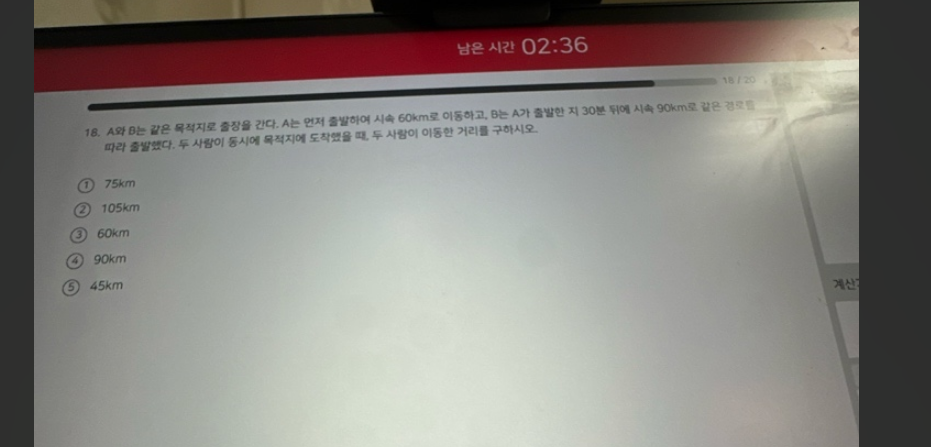 남은 시간 02:36
18 / 20
18. A와 B는 같은 목적지로 출장을 간다. A는 먼저 출발하여 시속 60km로 이동하고, B는 A가 출발한 지 30분 뒤에 시속 90km로 같은 경로를
따라 출발했다. 두 사람이 동시에 목적지에 도착했을 때, 두 사람이 이동한 거리를 구하시오.
① 75km
② 105km
③ 60km
④ 90km
⑤ 45km